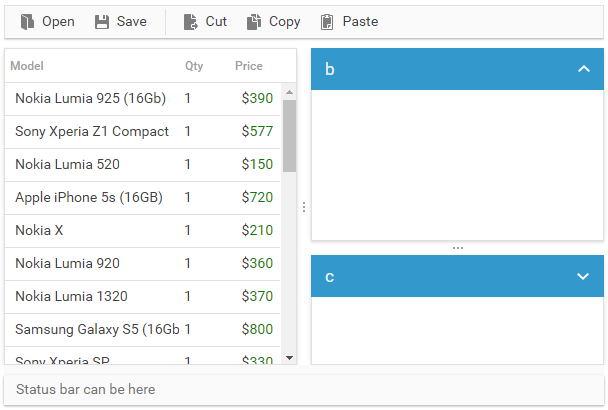 Open Save Cut Copy Paste
Model Qty Price
Nokia Lumia 925 (16Gb) 1 $390
Sony Xperia Z1 Compact 1 $577
Nokia Lumia 520 1 $150
Apple iPhone 5s (16GB) 1 $720
Nokia X 1 $210
Nokia Lumia 920 1 $360
Nokia Lumia 1320 1 $370
Samsung Galaxy S5 (16Gb 1 $800
Sony Xperia SP 1 $330
b
c
Status bar can be here